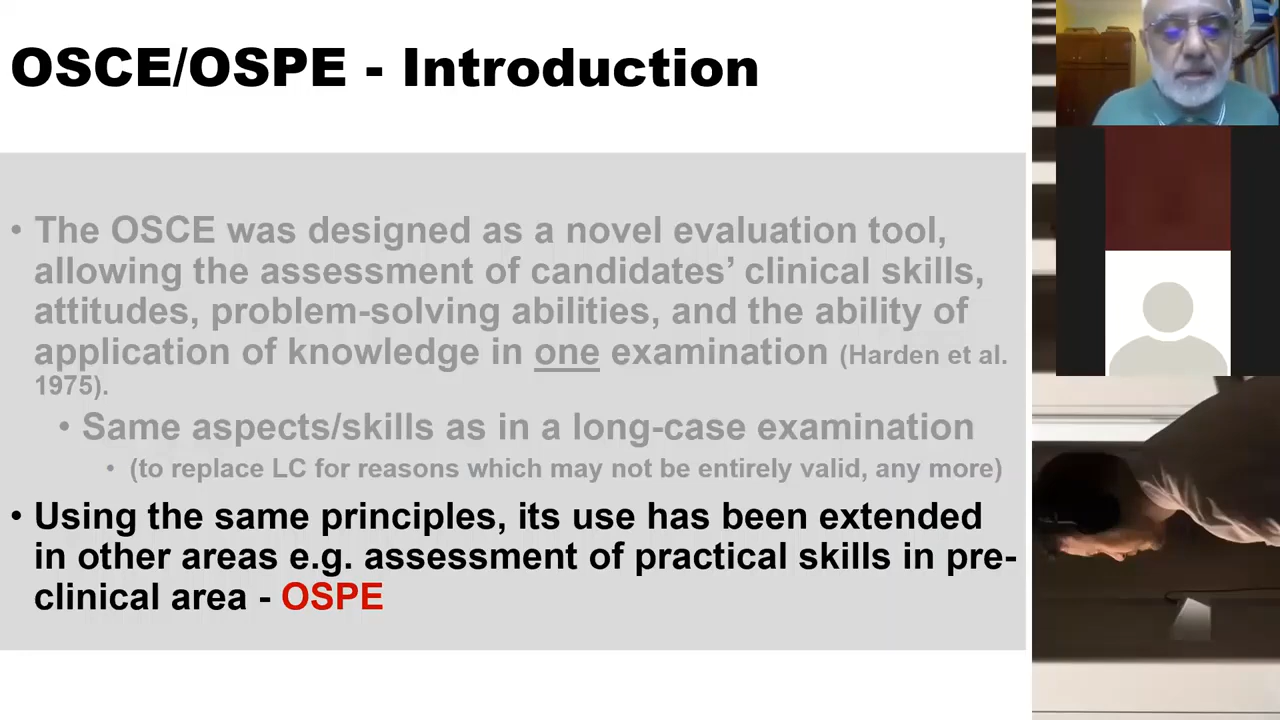 OSCE/OSPE - Introduction
• The OSCE was designed as a novel evaluation tool,
allowing the assessment of candidates’ clinical skills,
attitudes, problem-solving abilities, and the ability of
application of knowledge in one examination (Harden et al.
1975).
• Same aspects/skills as in a long-case examination
• (to replace LC for reasons which may not be entirely valid, any more)
• Using the same principles, its use has been extended
in other areas e.g. assessment of practical skills in pre-
clinical area - OSPE